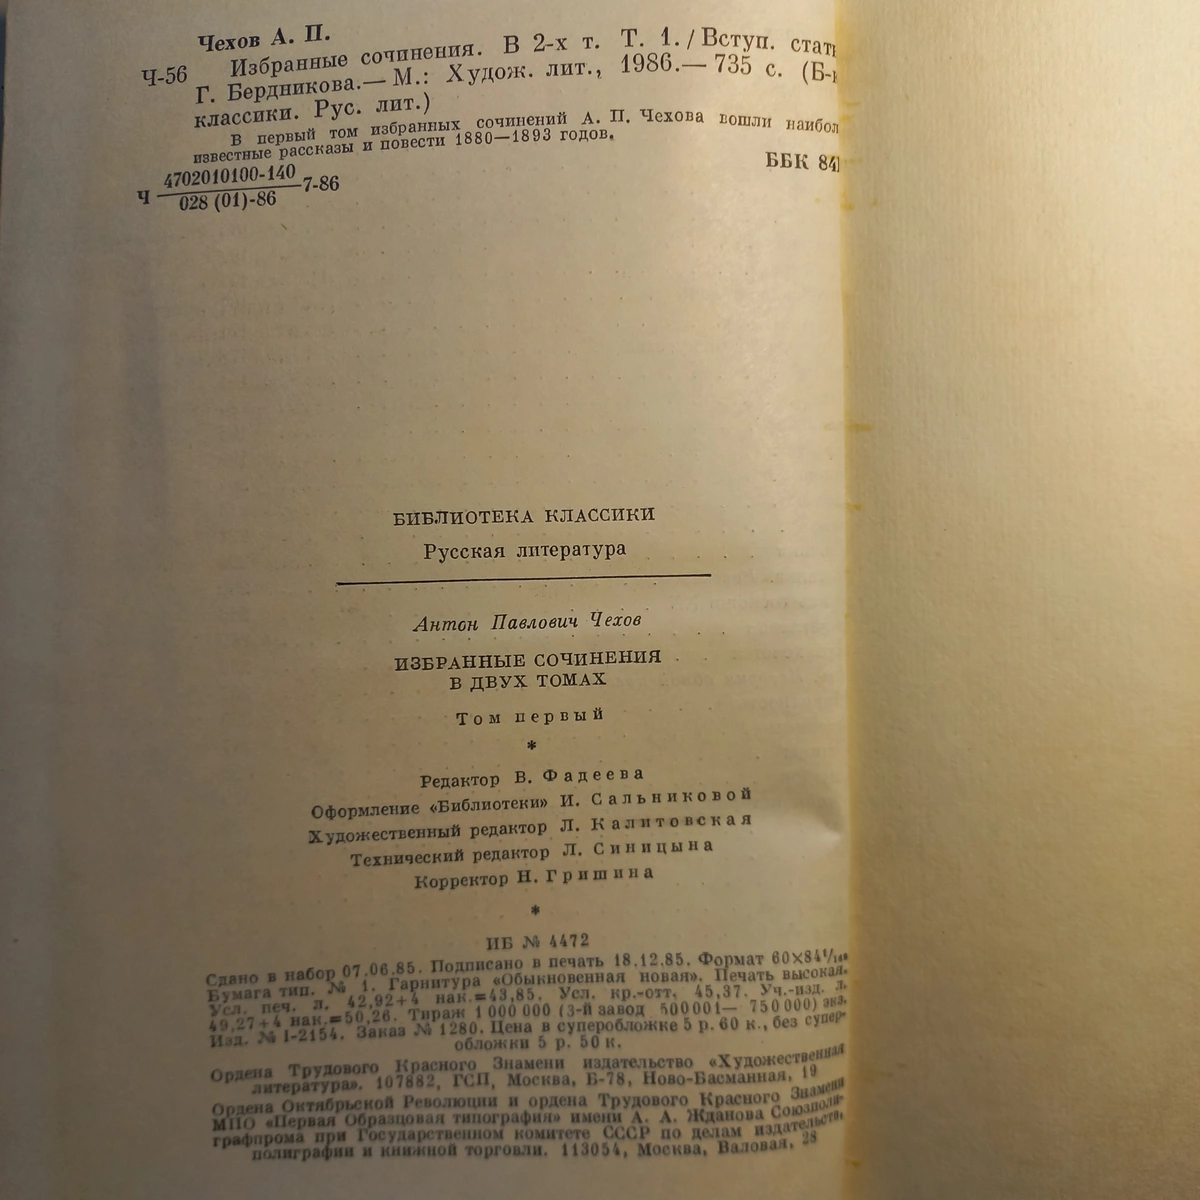 Чехов А. П.
Ч-56 Избранные сочинения. В 2-х т. Т. 1./Вступ. стать
Г. Бердникова.— М.: Худож. лит., 1986.— 735 с. (Б-к
классики. Рус. лит.)
В первый том избранных сочинений А. П. Чехова вошли наибол
известные рассказы и повести 1880—1893 годов.
Ч 4702010100-140 7-86
028 (01)-86
ББК 84
БИБЛИОТЕКА КЛАССИКИ
Русская литература
Антон Павлович Чехов
ИЗБРАННЫЕ СОЧИНЕНИЯ
В ДВУХ ТОМАХ
Том первый
*
Редактор В. Фадеева
Оформление «Библиотеки» И. Сальниковой
Художественный редактор Л. Калитовская
Технический редактор Л. Синицына
Корректор Н. Гришина
*
ИБ № 4472
Сдано в набор 07.06.85. Подписано в печать 18.12.85. Формат 60×84¹/₁₆.
Бумага тип. № 1. Гарнитура «Обыкновенная новая». Печать высокая.
Усл. печ. л. 42,92+4 нак.=43,85. Усл. кр.-отт. 45,37. Уч.-изд. л.
49,27+4 нак.=50,26. Тираж 1 000 000 (3-й завод 500 001— 750 000) экз.
Изд. № I-2154. Заказ № 1280. Цена в суперобложке 5 р. 60 к., без супер-
обложки 5 р. 50 к.
Ордена Трудового Красного Знамени издательство «Художественная
литература». 107882, ГСП, Москва, Б-78, Ново-Басманная, 19
Ордена Октябрьской Революции и ордена Трудового Красного Знамени
МПО «Первая Образцовая типография» имени А. А. Жданова Союзполи-
графпрома при Государственном комитете СССР по делам издательств,
полиграфии и книжной торговли. 113054, Москва, Валовая, 28